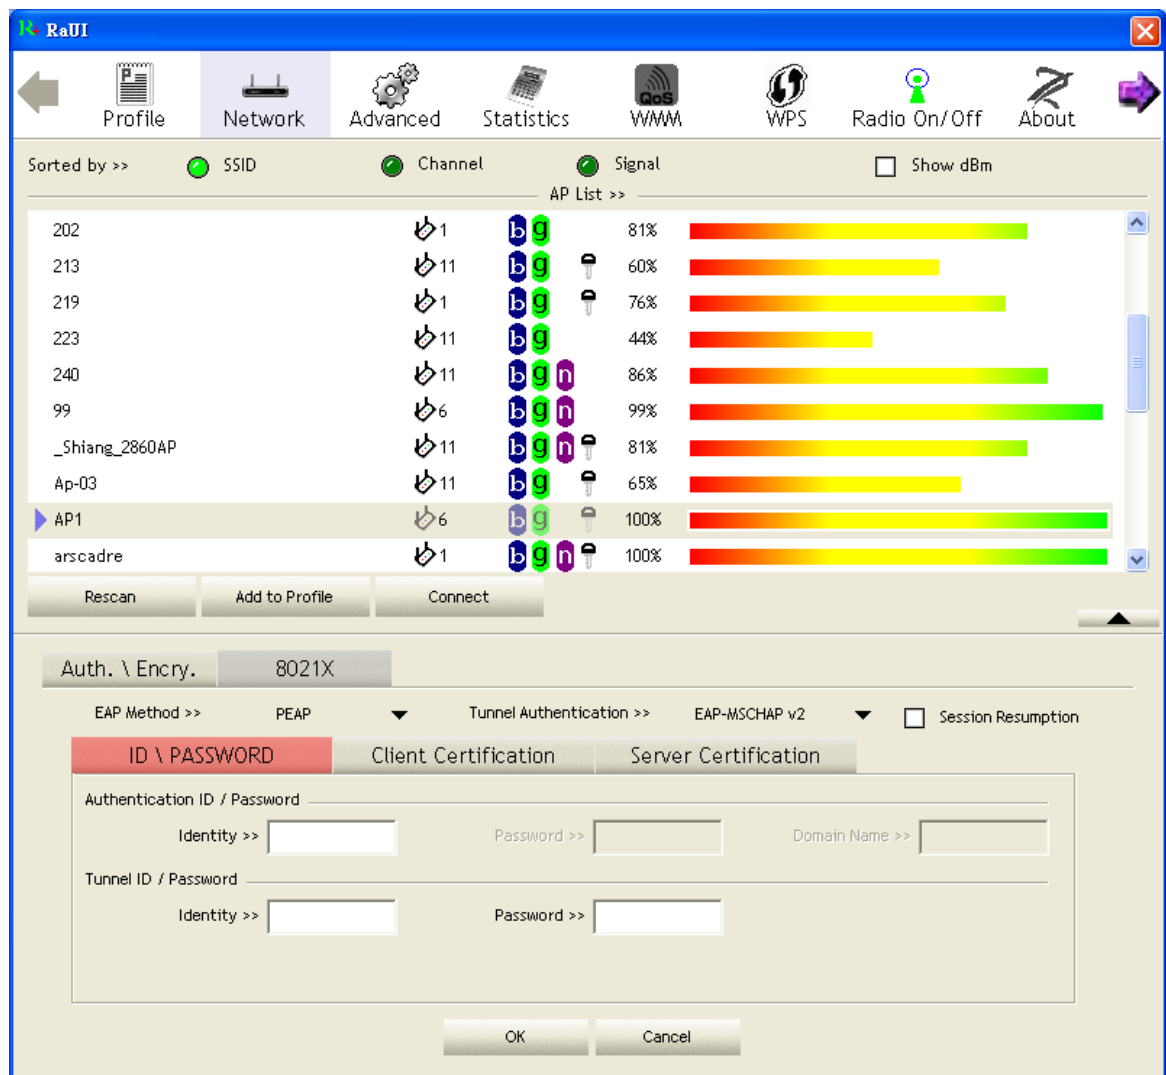 RaUI
Profile Network Advanced Statistics QoS WMM WPS Radio On/Off About
Sorted by >> SSID Channel Signal Show dBm
AP List >>
202 1 b g 81%
213 11 b g 60%
219 1 b g 76%
223 11 b g 44%
240 11 b g n 86%
99 6 b g n 99%
_Shiang_2860AP 11 b g n 81%
Ap-03 11 b g 65%
AP1 6 b g 100%
arscadre 1 b g n 100%
Rescan Add to Profile Connect
Auth. \ Encry. 8021X
EAP Method >> PEAP Tunnel Authentication >> EAP-MSCHAP v2 Session Resumption
ID \ PASSWORD Client Certification Server Certification
Authentication ID / Password
Identity >> Password >> Domain Name >>
Tunnel ID / Password
Identity >> Password >>
OK Cancel